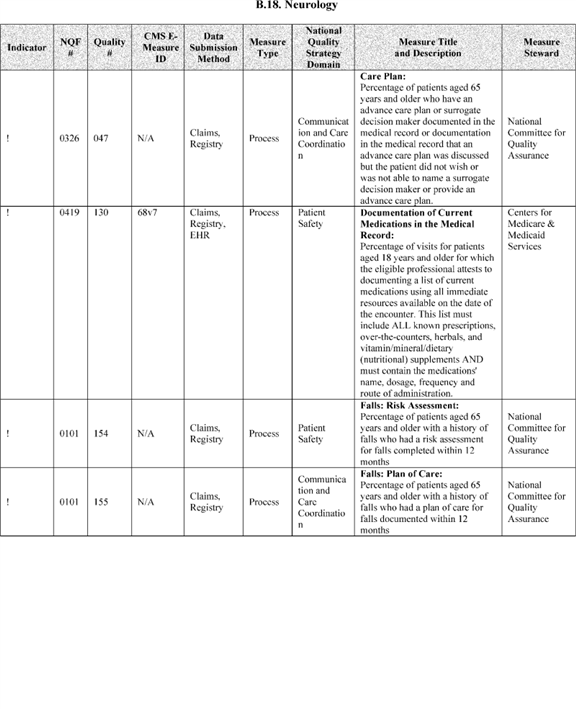 B.18. Neurology
Indicator
NQF
#
Quality
#
CMS E-
Measure
ID
Data
Submission
Method
Measure
Type
National
Quality
Strategy
Domain
Measure Title
and Description
Measure
Steward
!
0326
047
N/A
Claims,
Registry
Process
Communicat
ion and Care
Coordinatio
n
Care Plan:
Percentage of patients aged 65
years and older who have an
advance care plan or surrogate
decision maker documented in the
medical record or documentation
in the medical record that an
advance care plan was discussed
but the patient did not wish or
was not able to name a surrogate
decision maker or provide an
advance care plan.
National
Committee for
Quality
Assurance
!
0419
130
68v7
Claims,
Registry,
EHR
Process
Patient
Safety
Documentation of Current
Medications in the Medical
Record:
Percentage of visits for patients
aged 18 years and older for which
the eligible professional attests to
documenting a list of current
medications using all immediate
resources available on the date of
the encounter. This list must
include ALL known prescriptions,
over-the-counters, herbals, and
vitamin/mineral/dietary
(nutritional) supplements AND
must contain the medications'
name, dosage, frequency and
route of administration.
Centers for
Medicare &
Medicaid
Services
!
0101
154
N/A
Claims,
Registry
Process
Patient
Safety
Falls: Risk Assessment:
Percentage of patients aged 65
years and older with a history of
falls who had a risk assessment
for falls completed within 12
months
National
Committee for
Quality
Assurance
!
0101
155
N/A
Claims,
Registry
Process
Communica
tion and
Care
Coordinatio
n
Falls: Plan of Care:
Percentage of patients aged 65
years and older with a history of
falls who had a plan of care for
falls documented within 12
months
National
Committee for
Quality
Assurance